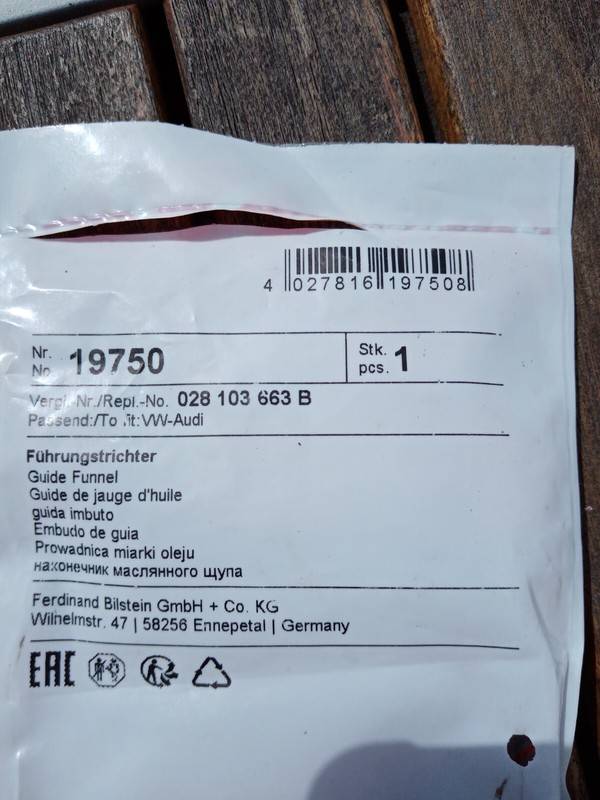 4 027816 197508
Nr. No. 19750 Stk. pcs. 1
Vergl.-Nr./Repl.-No. 028 103 663 B
Passend:/To fit: VW-Audi
Führungstrichter
Guide Funnel
Guide de jauge d'huile
guida imbuto
Embudo de guia
Prowadnica miarki oleju
наконечник маслянного щупа
Ferdinand Bilstein GmbH + Co. KG
Wilhelmstr. 47 | 58256 Ennepetal | Germany
EAC